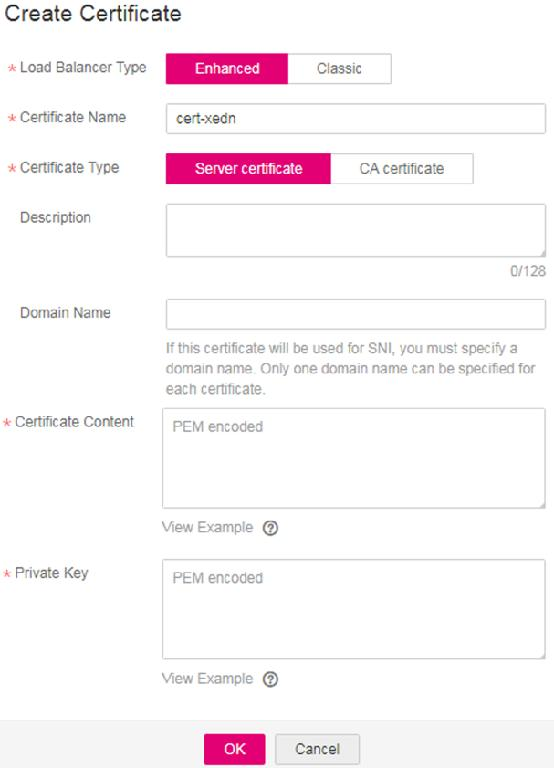 Create Certificate
* Load Balancer Type Enhanced Classic
* Certificate Name cert-xedn
* Certificate Type Server certificate CA certificate
Description
0/128
Domain Name
If this certificate will be used for SNI, you must specify a
domain name. Only one domain name can be specified for
each certificate.
* Certificate Content PEM encoded
View Example ?
* Private Key PEM encoded
View Example ?
OK Cancel